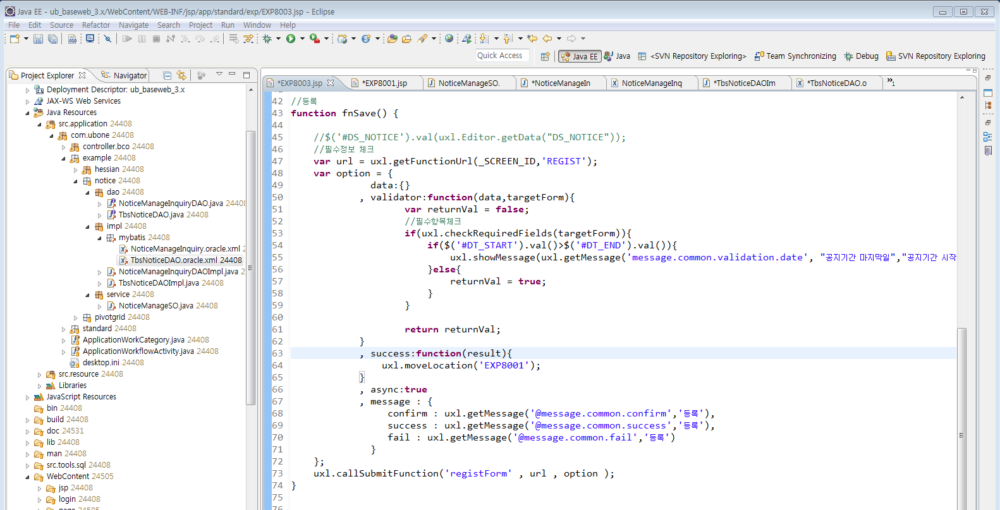 Java EE - ub_baseweb_3.x/WebContent/WEB-INF/jsp/app/standard/exp/EXP8003.jsp - Eclipse
File Edit Source Refactor Navigate Search Project Run Window Help
Quick Access
Java EE
Java
<SVN Repository Exploring>
Team Synchronizing
Debug
SVN Repository Exploring
Project Explorer
Navigator
Deployment Descriptor: ub_baseweb_3.x
JAX-WS Web Services
Java Resources
src.application 24408
com.ubone 24408
controller.bco 24408
example 24408
hessian 24408
notice 24408
dao 24408
NoticeManageInquiryDAO.java 2440
TbsNoticeDAO.java 24408
impl 24408
mybatis 24408
NoticeManageInquiry.oracle.xml 2
TbsNoticeDAO.oracle.xml 24408
NoticeManageInquiryDAOImpl.java 2
TbsNoticeDAOImpl.java 24408
service 24408
NoticeManageSO.java 24408
pivotgrid 24408
standard 24408
ApplicationWorkCategory.java 24408
ApplicationWorkflowActivity.java 24408
desktop.ini 24408
src.resource 24408
Libraries
JavaScript Resources
bin 24408
build 24408
doc 24531
lib 24408
man 24408
src.tools.sql 24408
WebContent 24505
jsp 24408
login 24408
*EXP8003.jsp
*EXP8001.jsp
NoticeManageSO.
*NoticeManageIn
NoticeManageInq
*TbsNoticeDAOIm
*TbsNoticeDAO.o
»1
42 //등록
43 function fnSave() {
44
45 //$('#DS_NOTICE').val(uxl.Editor.getData("DS_NOTICE"));
46 //필수정보 체크
47 var url = uxl.getFunctionUrl(_SCREEN_ID,'REGIST');
48 var option = {
49 data:{}
50 , validator:function(data,targetForm){
51 var returnVal = false;
52 //필수항목체크
53 if(uxl.checkRequiredFields(targetForm)){
54 if($('#DT_START').val()>$('#DT_END').val()){
55 uxl.showMessage(uxl.getMessage('message.common.validation.date', "공지기간 마지막일","공지기간 시작
56 }else{
57 returnVal = true;
58 }
59 }
60
61 return returnVal;
62 }
63 , success:function(result){
64 uxl.moveLocation('EXP8001');
65 }
66 , async:true
67 , message : {
68 confirm : uxl.getMessage('@message.common.confirm','등록'),
69 success : uxl.getMessage('@message.common.success','등록'),
70 fail : uxl.getMessage('@message.common.fail','등록')
71 }
72 };
73 uxl.callSubmitFunction('registForm' , url , option );
74 }
75